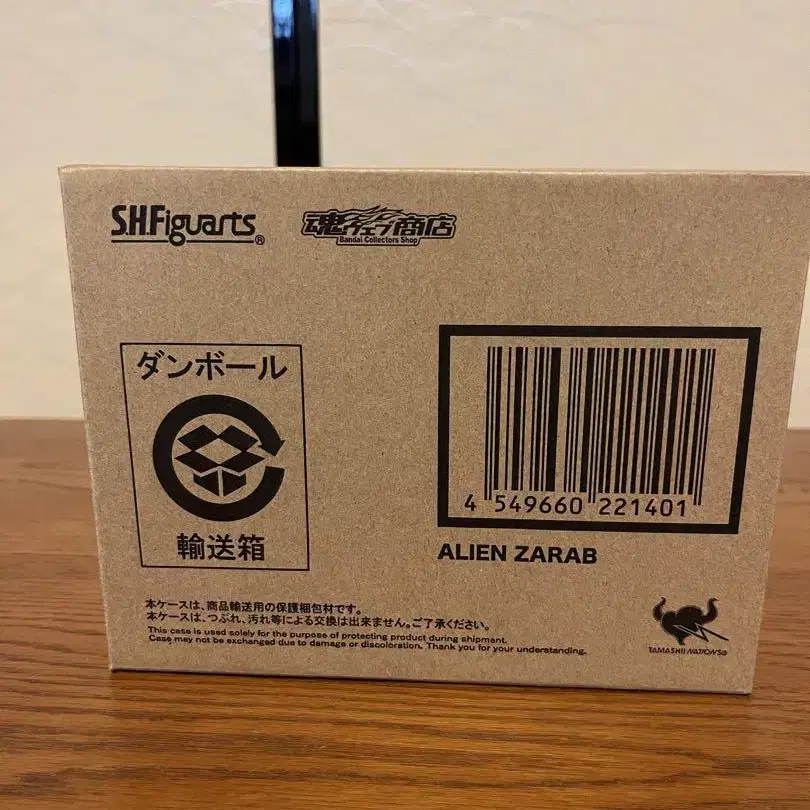 S.H.Figuarts®
魂ウェブ商店
Bandai Collectors Shop
ダンボール
輸送箱
4 549660 221401
ALIEN ZARAB
本ケースは、商品輸送用の保護梱包材です。
本ケースは、つぶれ、汚れ等による交換は出来ません。ご了承ください。
This case is used solely for the purpose of protecting product during shipment.
Case may not be exchanged due to damage or discoloration. Thank you for your understanding.
TAMASHII NATIONS®